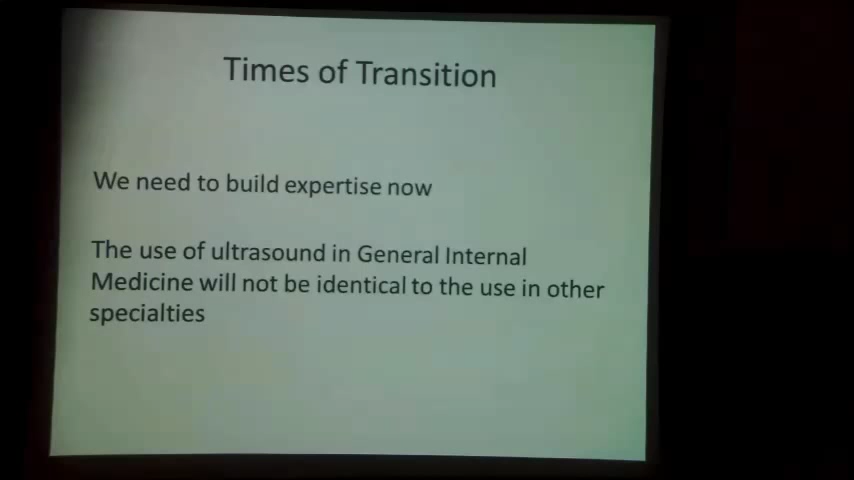 Times of Transition
We need to build expertise now
The use of ultrasound in General Internal
Medicine will not be identical to the use in other
specialties